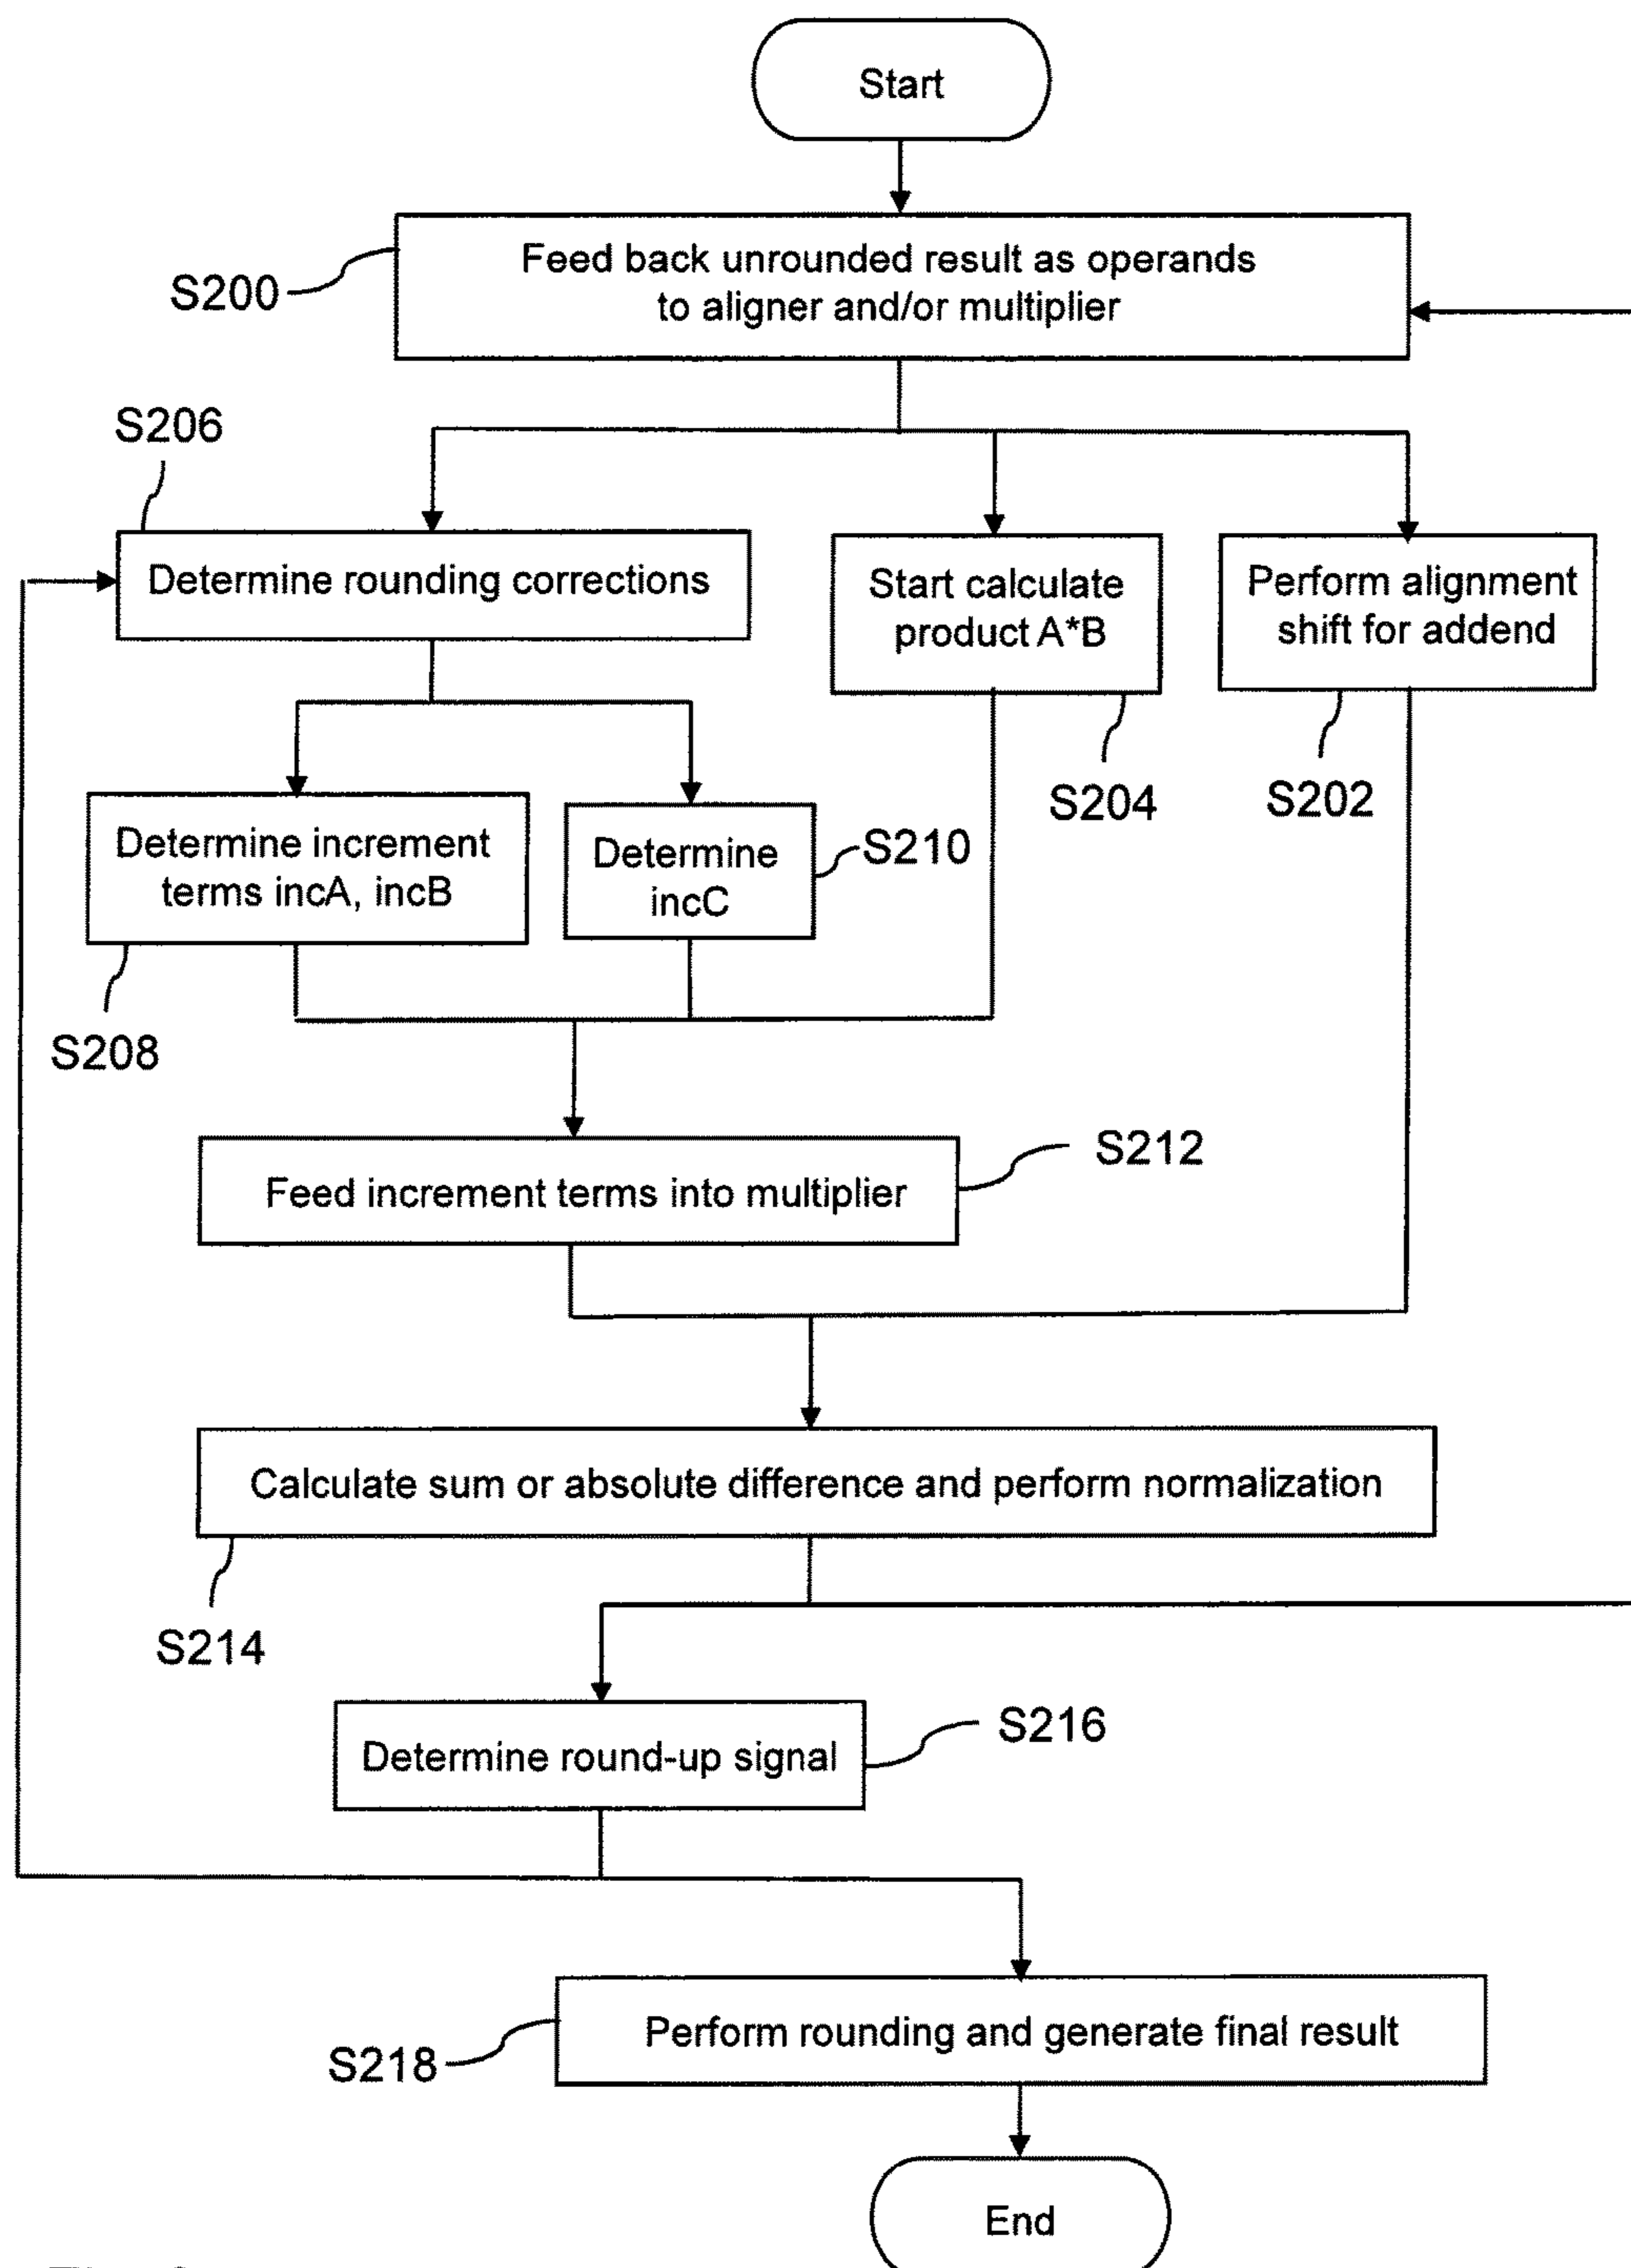 Start
Feed back unrounded result as operands
to aligner and/or multiplier
S200
S206
Determine rounding corrections
Start calculate
product A*B
Perform alignment
shift for addend
S204
S202
Determine increment
terms incA, incB
Determine
incC
S210
S208
Feed increment terms into multiplier
S212
Calculate sum or absolute difference and perform normalization
S214
Determine round-up signal
S216
Perform rounding and generate final result
S218
End